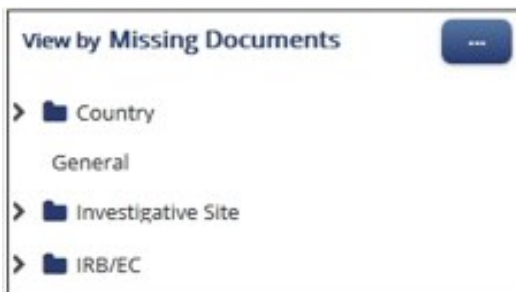 View by Missing Documents
...
Country
General
Investigative Site
IRB/EC